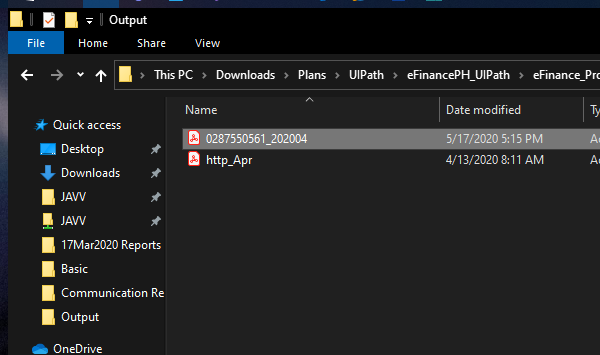 Output
File Home Share View
This PC > Downloads > Plans > UIPath > eFinancePH_UIPath > eFinance_Pro
Name Date modified Ty
Quick access
0287550561_202004 5/17/2020 5:15 PM Ad
Desktop
http_Apr 4/13/2020 8:11 AM Ad
Downloads
JAVV
JAVV
17Mar2020 Reports
Basic
Communication Re
Output
OneDrive